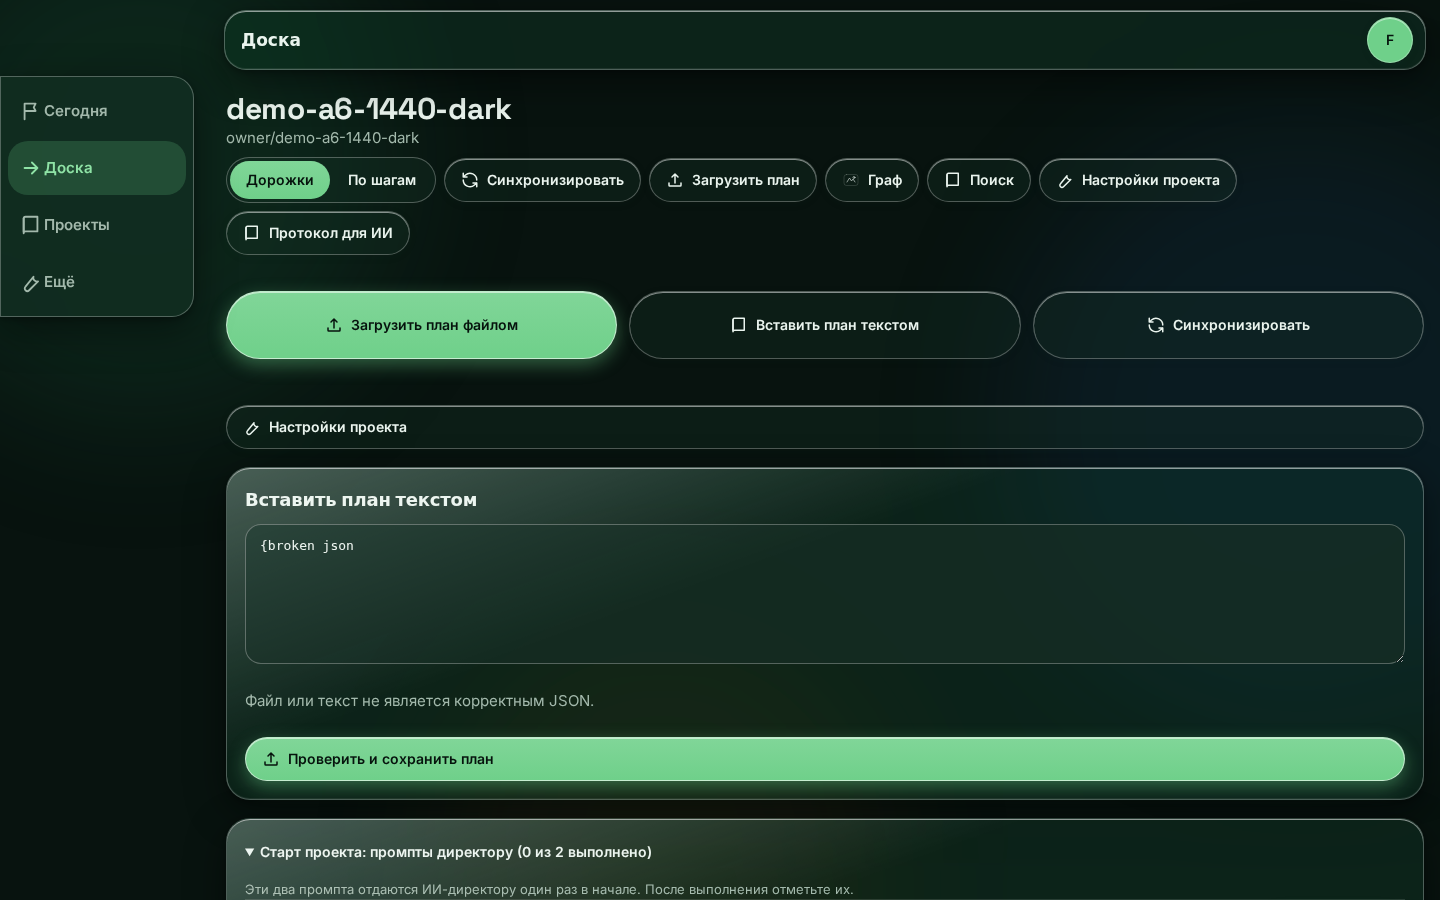 Доска
F
Сегодня
Доска
Проекты
Ещё
demo-a6-1440-dark
owner/demo-a6-1440-dark
Дорожки По шагам Синхронизировать Загрузить план Граф Поиск Настройки проекта
Протокол для ИИ
Загрузить план файлом Вставить план текстом Синхронизировать
Настройки проекта
Вставить план текстом
{broken json
Файл или текст не является корректным JSON.
Проверить и сохранить план
Старт проекта: промпты директору (0 из 2 выполнено)
Эти два промпта отдаются ИИ-директору один раз в начале. После выполнения отметьте их.